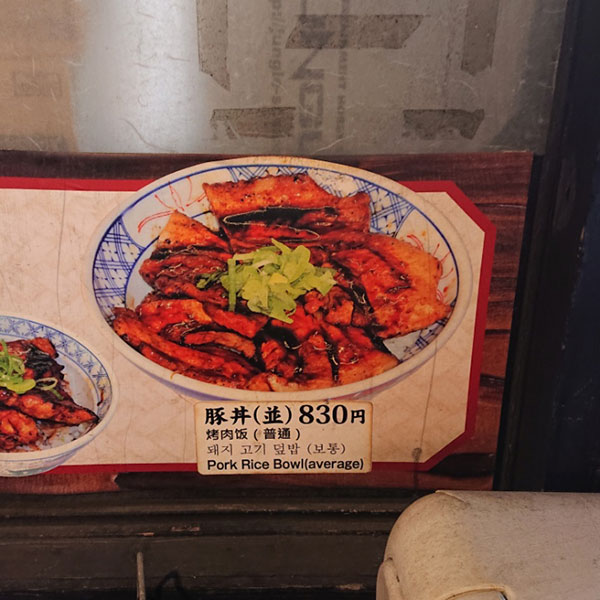 豚丼(並) 830円
烤肉饭(普通)
돼지 고기 덮밥 (보통)
Pork Rice Bowl(average)